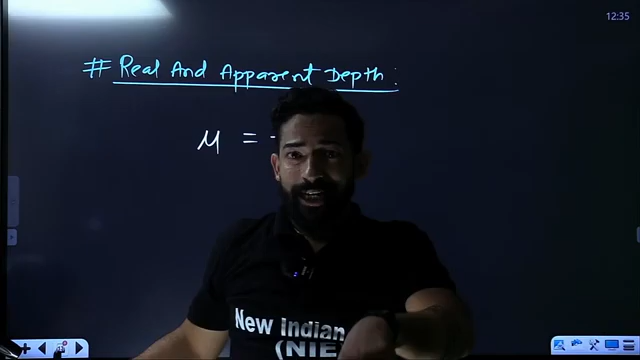 12:35
# Real And Apparent Depth :
μ =
New Indian
(NIE